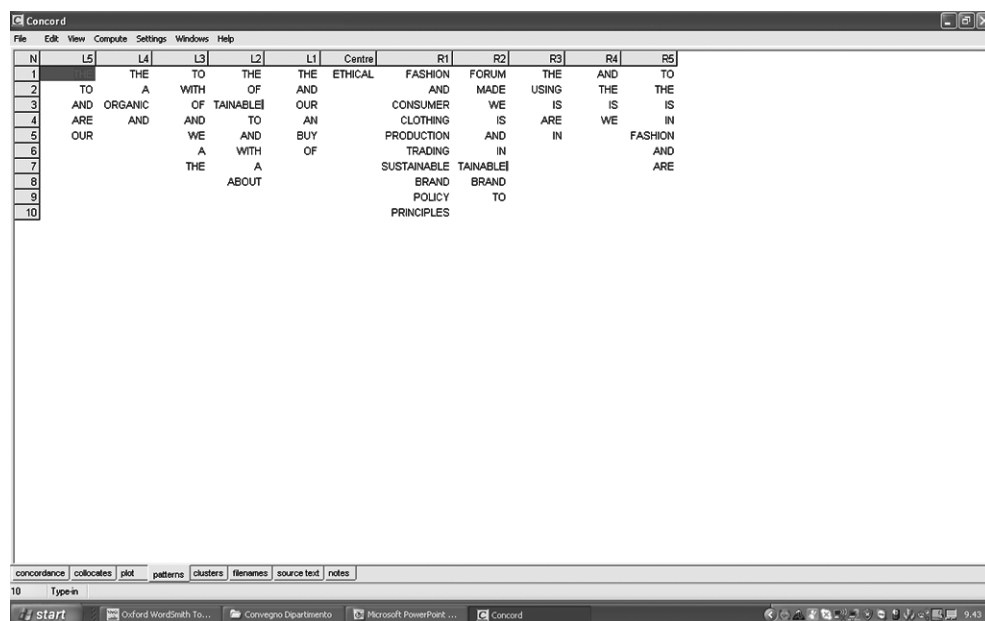 Concord
File Edit View Compute Settings Windows Help
N L5 L4 L3 L2 L1 Centre R1 R2 R3 R4 R5
1 THE THE TO THE THE ETHICAL FASHION FORUM THE AND TO
2 TO A WITH OF AND AND MADE USING THE THE
3 AND ORGANIC OF TAINABLE OUR CONSUMER WE IS IS IS
4 ARE AND AND TO AN CLOTHING IS ARE WE IN
5 OUR WE AND BUY PRODUCTION AND IN FASHION
6 A WITH OF TRADING IN AND
7 THE A SUSTAINABLE TAINABLE ARE
8 ABOUT BRAND BRAND
9 POLICY TO
10 PRINCIPLES
concordance collocates plot patterns clusters filenames source text notes
10 Type-in
start Oxford WordSmith To... Convegno Dipartimento Microsoft PowerPoint ... Concord 9.43